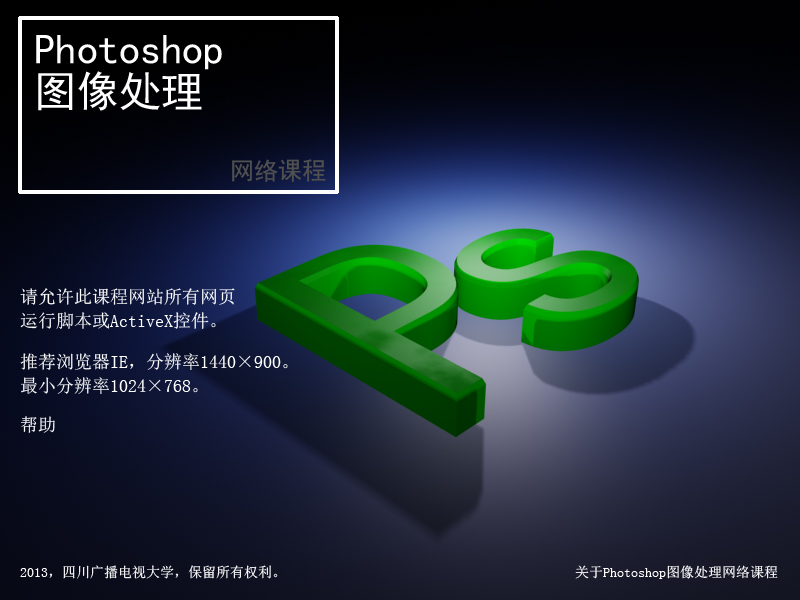 Photoshop
图像处理
网络课程
PS
请允许此课程网站所有网页
运行脚本或ActiveX控件。
推荐浏览器IE，分辨率1440×900。
最小分辨率1024×768。
帮助
2013，四川广播电视大学，保留所有权利。
关于Photoshop图像处理网络课程